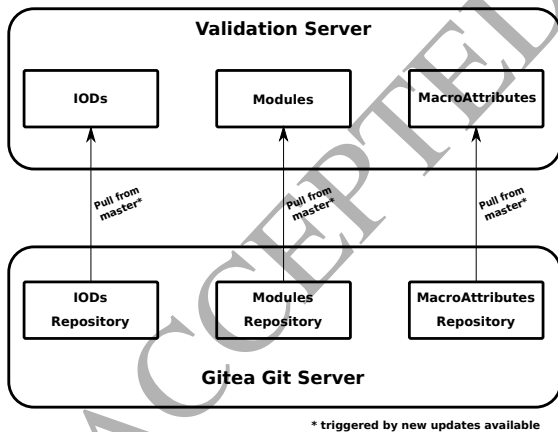 Validation Server
IODs
Modules
MacroAttributes
Pull from
master*
Pull from
master*
Pull from
master*
IODs
Repository
Modules
Repository
MacroAttributes
Repository
Gitea Git Server
* triggered by new updates available
ACCEPTED